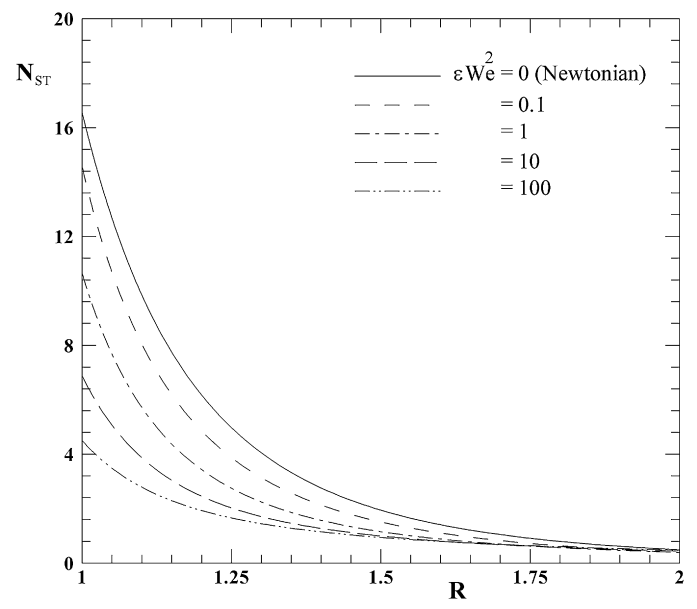 20
N_ST
εWe² = 0 (Newtonian)
= 0.1
16
= 1
= 10
= 100
12
8
4
0
1 1.25 1.5 1.75 2
R